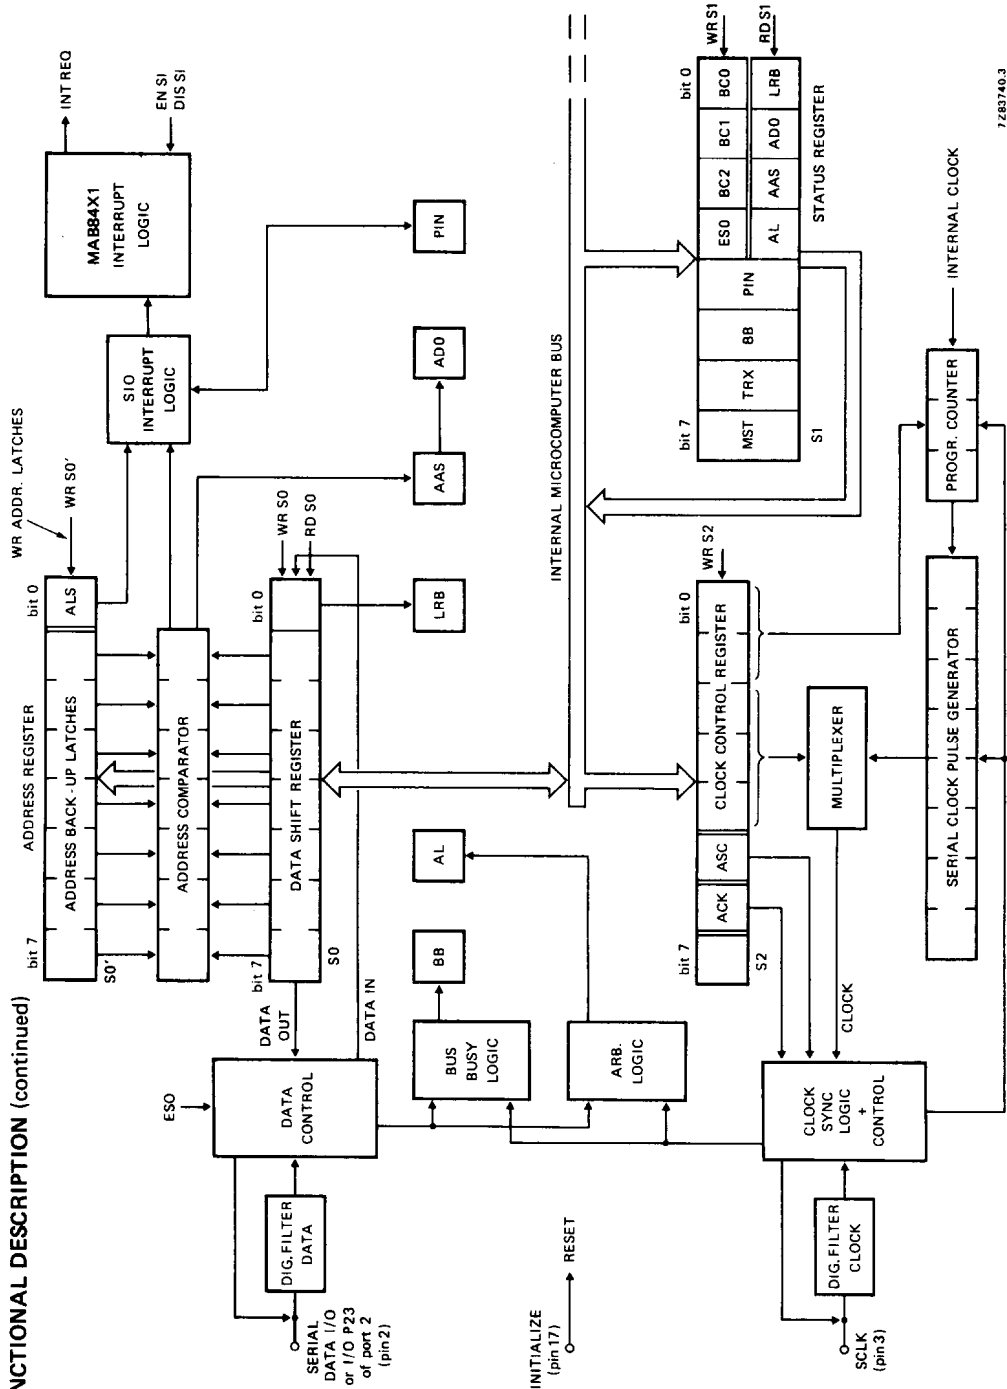 NCTIONAL DESCRIPTION (continued)
SERIAL
DATA I/O
or I/O P23
of port 2
(pin2)
DIG.FILTER
DATA
ESO
DATA
CONTROL
DATA
OUT
DATA IN
bit 7
ADDRESS REGISTER
bit 0
WR ADDR. LATCHES
WR S0'
ADDRESS BACK-UP LATCHES
ALS
S0'
ADDRESS COMPARATOR
bit 7
DATA SHIFT REGISTER
bit 0
S0
WR S0
RD S0
SIO
INTERRUPT
LOGIC
MAB84X1
INTERRUPT
LOGIC
INT REQ
EN SI
DIS SI
BUS
BUSY
LOGIC
BB
AL
LRB
AAS
AD0
PIN
ARB.
LOGIC
INITIALIZE
(pin 17)
RESET
INTERNAL MICROCOMPUTER BUS
SCLK
(pin3)
DIG.FILTER
CLOCK
CLOCK
SYNC
LOGIC
+
CONTROL
CLOCK
bit 7
bit 0
ACK
ASC
CLOCK CONTROL REGISTER
S2
WR S2
MULTIPLEXER
SERIAL CLOCK PULSE GENERATOR
PROGR. COUNTER
INTERNAL CLOCK
bit 7
bit 0
MST
TRX
BB
PIN
ESO
BC2
BC1
BC0
WR S1
AL
AAS
AD0
LRB
RD S1
S1
STATUS REGISTER
7Z83740.3